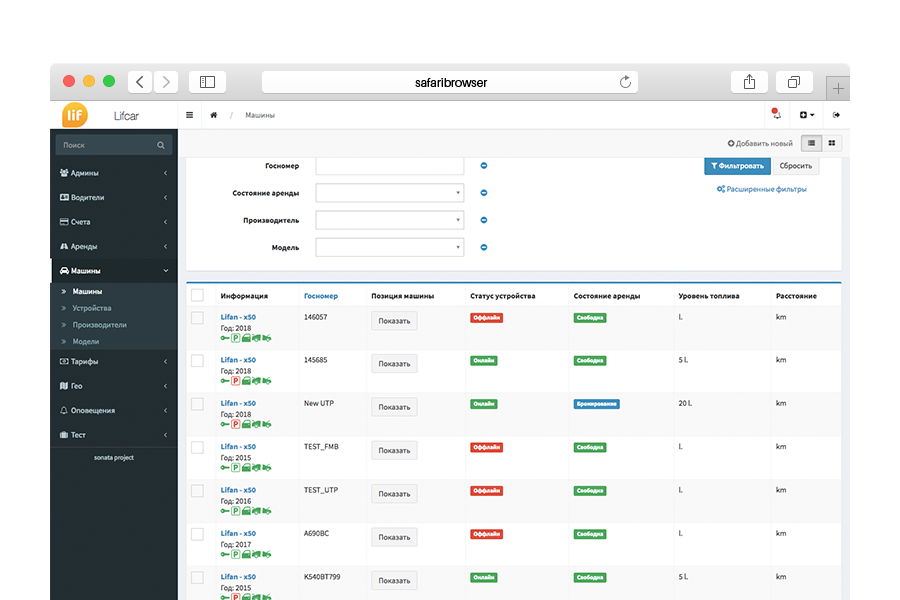 safaribrowser
lif Lifcar / Машины
Поиск
Добавить новый
Админы
Водители
Счета
Аренды
Машины
Машины
Устройства
Производители
Модели
Тарифы
Гео
Оповещения
Тест
sonata project
Госномер
Фильтровать Сбросить
Состояние аренды
Расширенные фильтры
Производитель
Модель
Информация Госномер Позиция машины Статус устройства Состояние аренды Уровень топлива Расстояние
Lifan - x50 146057 Показать Оффлайн Свободна l. km
Год: 2018
P
Lifan - x50 145685 Показать Онлайн Свободна 5 l. km
Год: 2018
P
Lifan - x50 New UTP Показать Онлайн Бронирование 20 l. km
Год: 2018
P
Lifan - x50 TEST_FMB Показать Оффлайн Свободна l. km
Год: 2015
P
Lifan - x50 TEST_UTP Показать Оффлайн Свободна l. km
Год: 2016
P
Lifan - x50 A690BC Показать Оффлайн Свободна l. km
Год: 2017
P
Lifan - x50 K540BT799 Показать Онлайн Свободна 5 l. km
Год: 2015
P